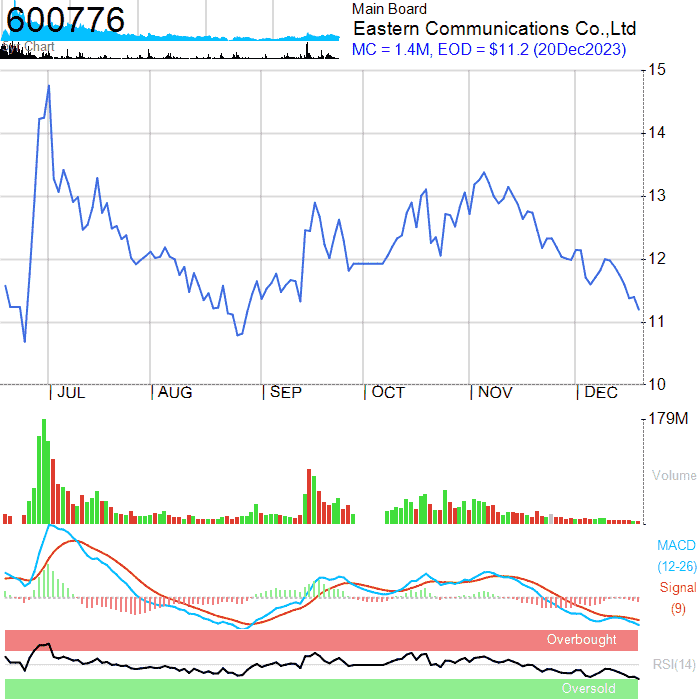 600776
Main Board
Eastern Communications Co.,Ltd
MC = 1.4M, EOD = $11.2 (20Dec2023)
Chart
15
14
13
12
11
10
JUL
AUG
SEP
OCT
NOV
DEC
179M
Volume
MACD
(12-26)
Signal
(9)
Overbought
RSI(14)
Oversold